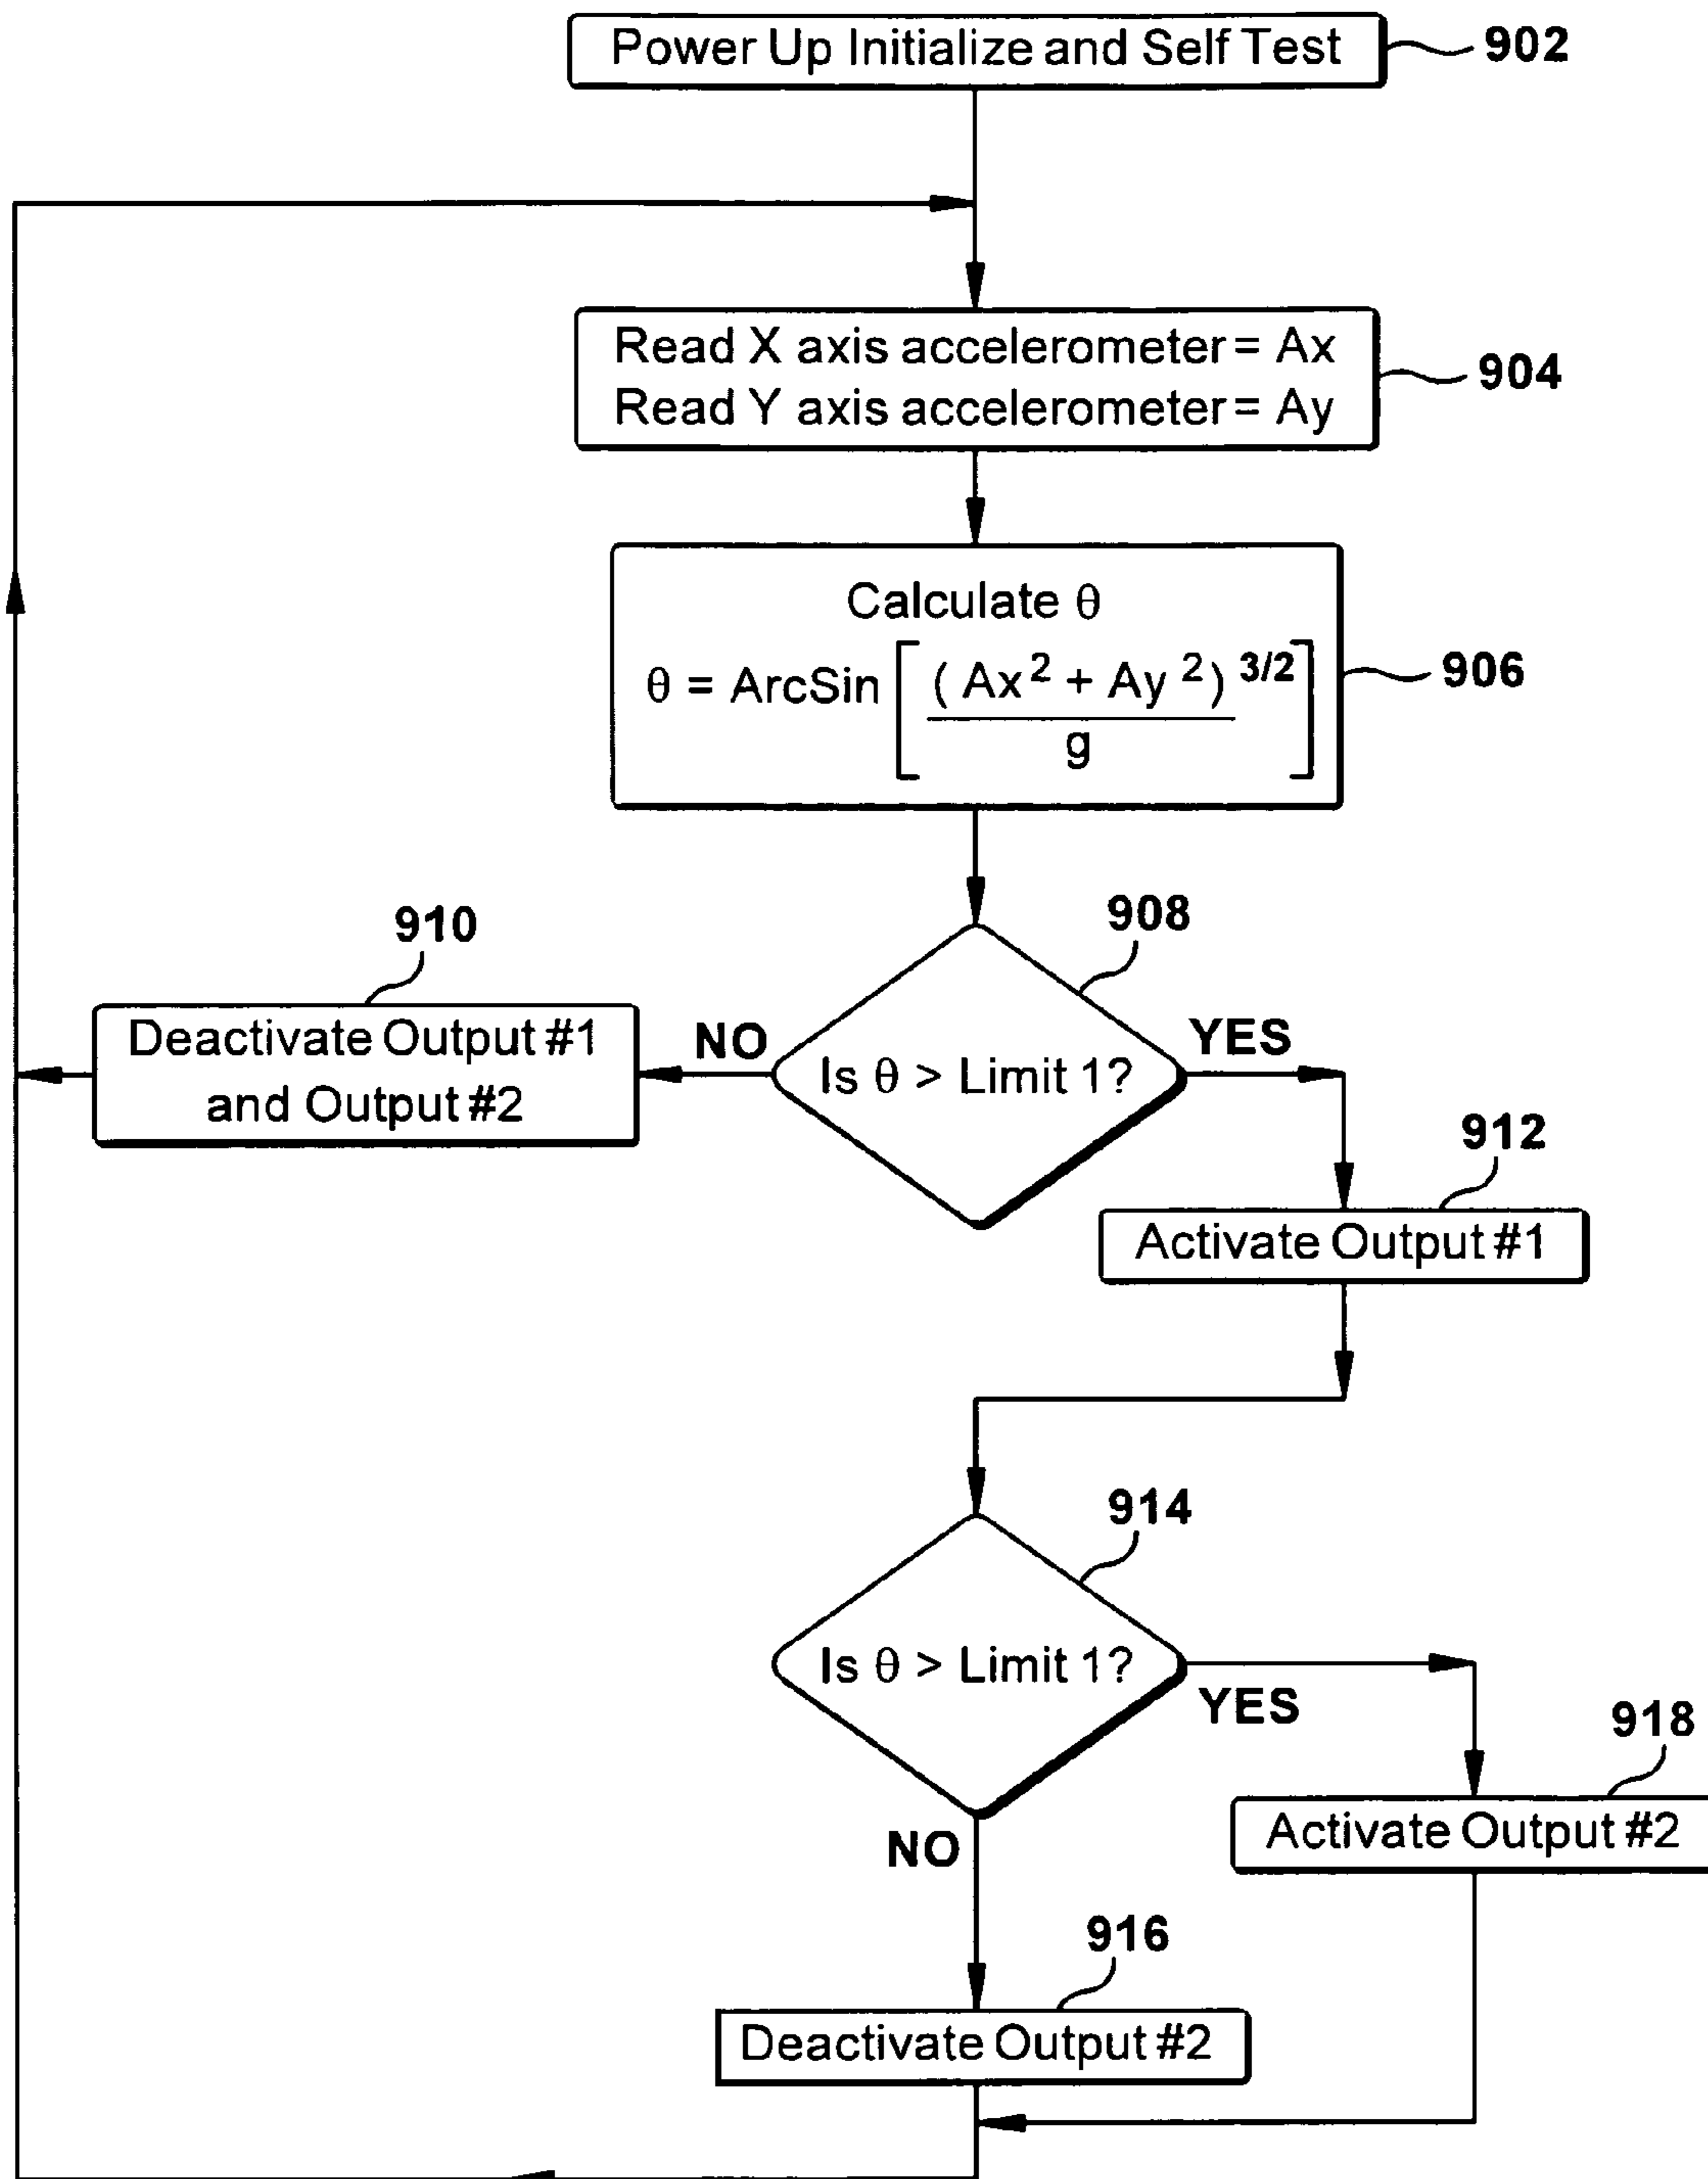 Power Up Initialize and Self Test
902
Read X axis accelerometer = Ax
Read Y axis accelerometer = Ay
904
Calculate θ
θ = ArcSin [ (Ax² + Ay²) 3/2 / g ]
906
908
910
Deactivate Output #1
and Output #2
NO
Is θ > Limit 1?
YES
912
Activate Output #1
914
Is θ > Limit 1?
YES
918
Activate Output #2
NO
916
Deactivate Output #2